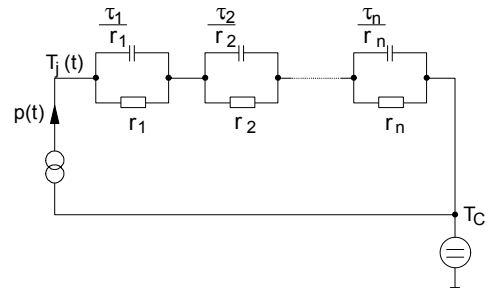 τ1 τ2 τn
r1 r2 rn
Tj (t)
r1 r2 rn
p(t)
TC